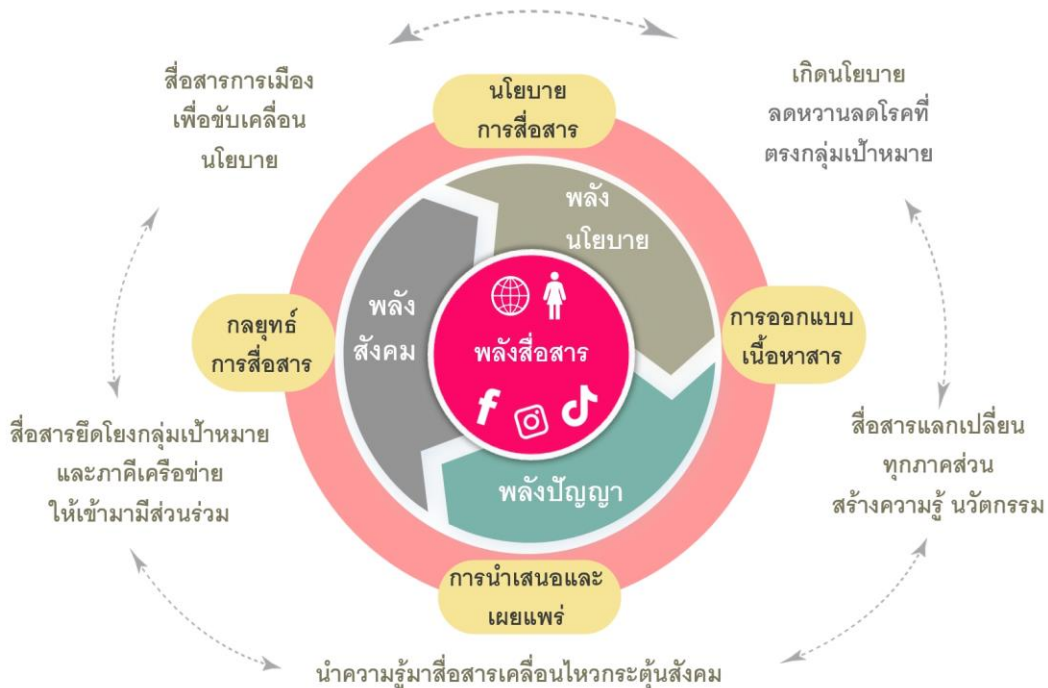 สื่อสารการเมือง
เพื่อขับเคลื่อน
นโยบาย
นโยบาย
การสื่อสาร
เกิดนโยบาย
ลดหวานลดโรคที่
ตรงกลุ่มเป้าหมาย
พลัง
นโยบาย
พลัง
สังคม
พลังสื่อสาร
พลังปัญญา
กลยุทธ์
การสื่อสาร
การออกแบบ
เนื้อหาสาร
สื่อสารยึดโยงกลุ่มเป้าหมาย
และภาคีเครือข่าย
ให้เข้ามามีส่วนร่วม
สื่อสารแลกเปลี่ยน
ทุกภาคส่วน
สร้างความรู้ นวัตกรรม
การนำเสนอและ
เผยแพร่
นำความรู้มาสื่อสารเคลื่อนไหวกระตุ้นสังคม